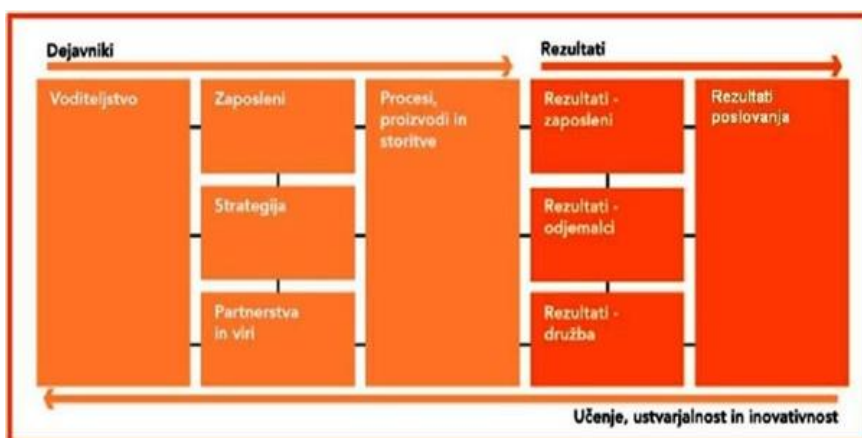 Dejavniki
Rezultati
Voditeljstvo
Zaposleni
Procesi,
proizvodi in
storitve
Rezultati -
zaposleni
Rezultati
poslovanja
Strategija
Rezultati -
odjemalci
Partnerstva
in viri
Rezultati -
družba
Učenje, ustvarjalnost in inovativnost